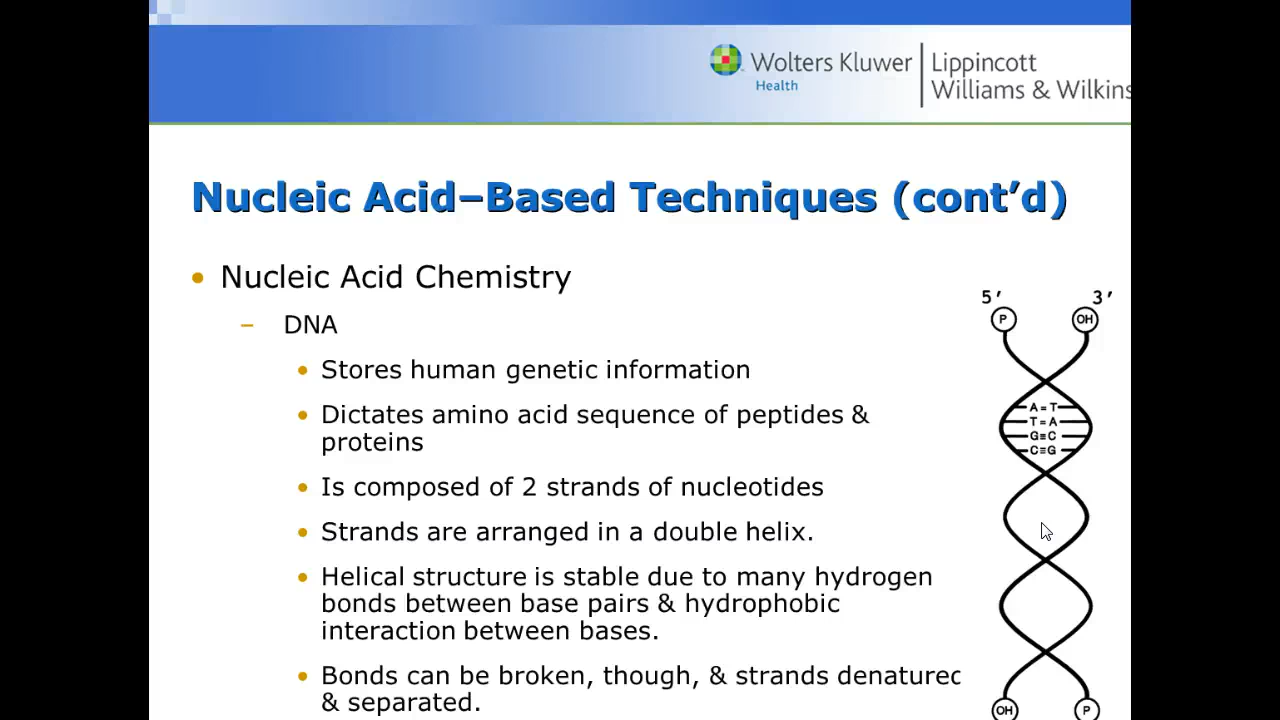 Wolters Kluwer
Health
Lippincott
Williams & Wilkins
Nucleic Acid–Based Techniques (cont’d)
• Nucleic Acid Chemistry
– DNA
• Stores human genetic information
• Dictates amino acid sequence of peptides &
proteins
• Is composed of 2 strands of nucleotides
• Strands are arranged in a double helix.
• Helical structure is stable due to many hydrogen
bonds between base pairs & hydrophobic
interaction between bases.
• Bonds can be broken, though, & strands denatured
& separated.
5’ 3’
P OH
A=T
T=A
G≡C
C≡G
OH P